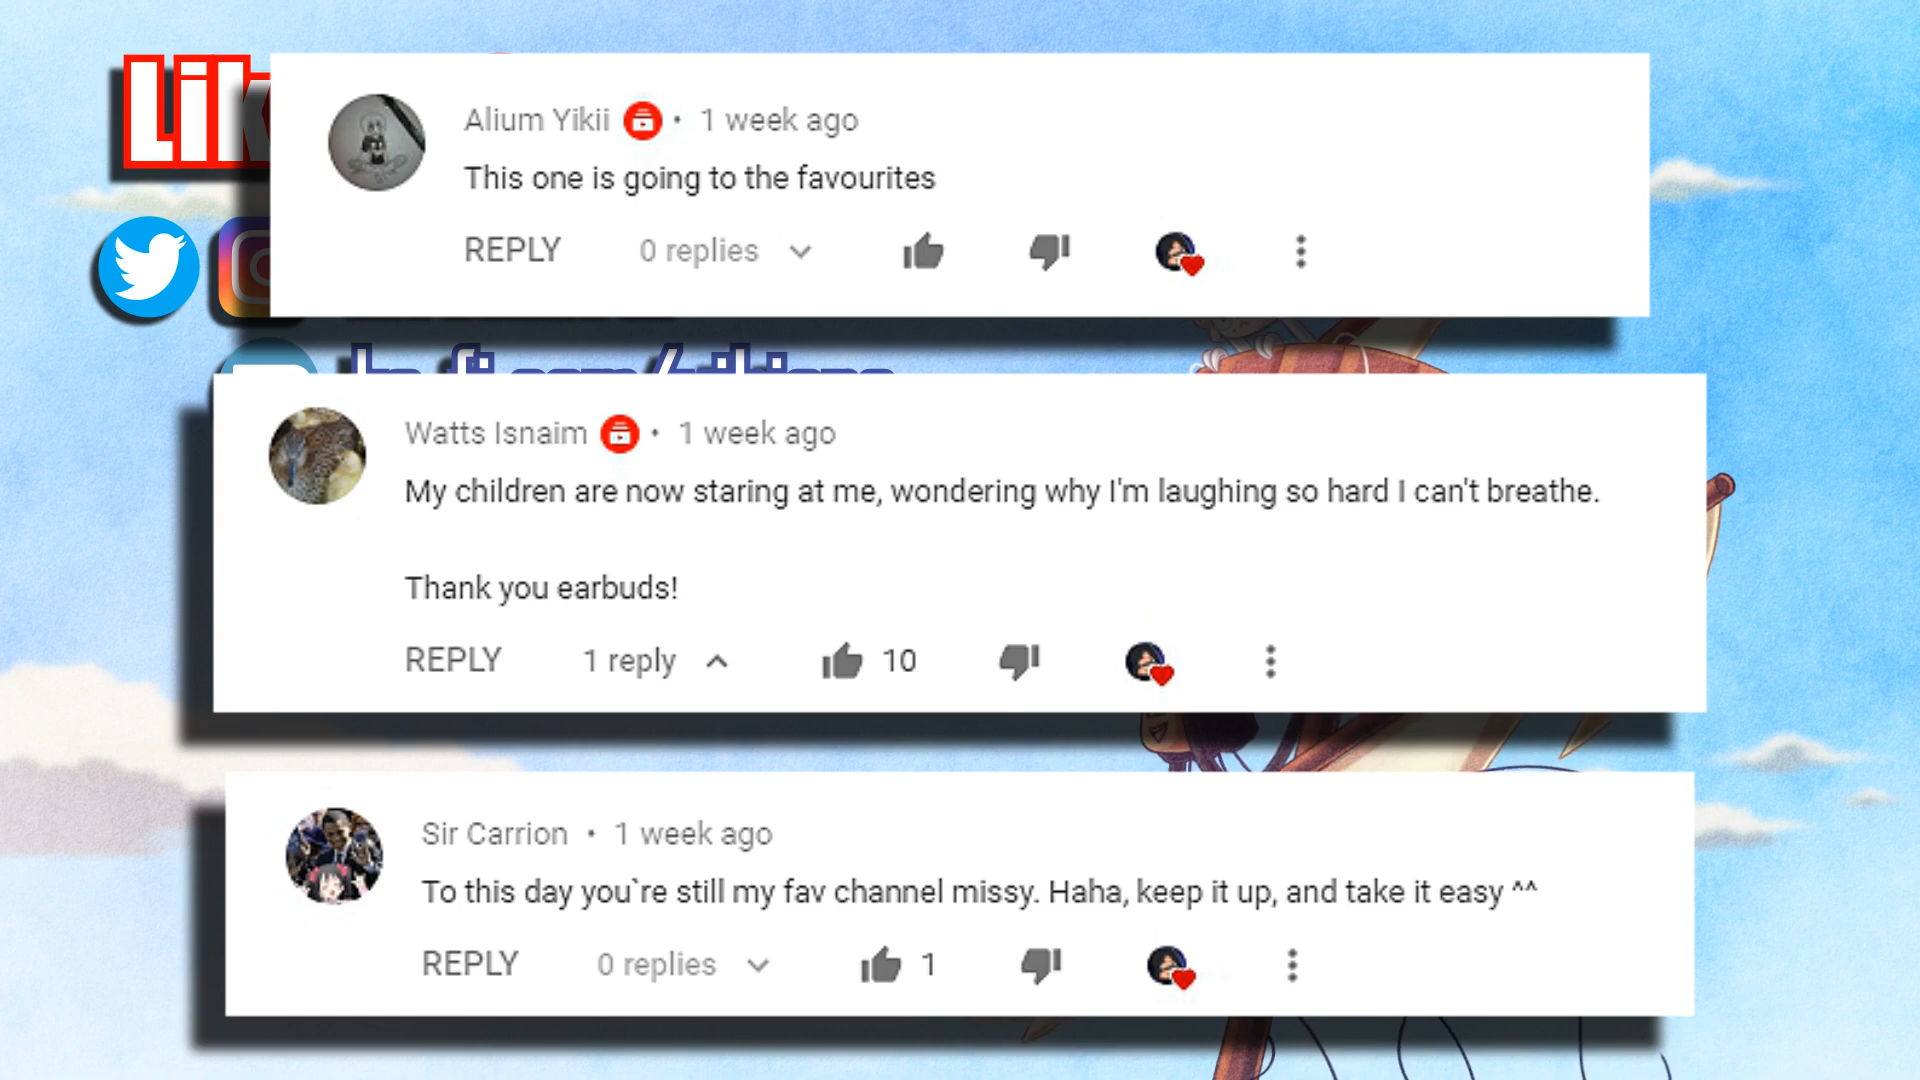 Lik
Alium Yikii • 1 week ago
This one is going to the favourites
REPLY 0 replies
Watts Isnaim • 1 week ago
My children are now staring at me, wondering why I'm laughing so hard I can't breathe.
Thank you earbuds!
REPLY 1 reply 10
Sir Carrion • 1 week ago
To this day you`re still my fav channel missy. Haha, keep it up, and take it easy ^^
REPLY 0 replies 1